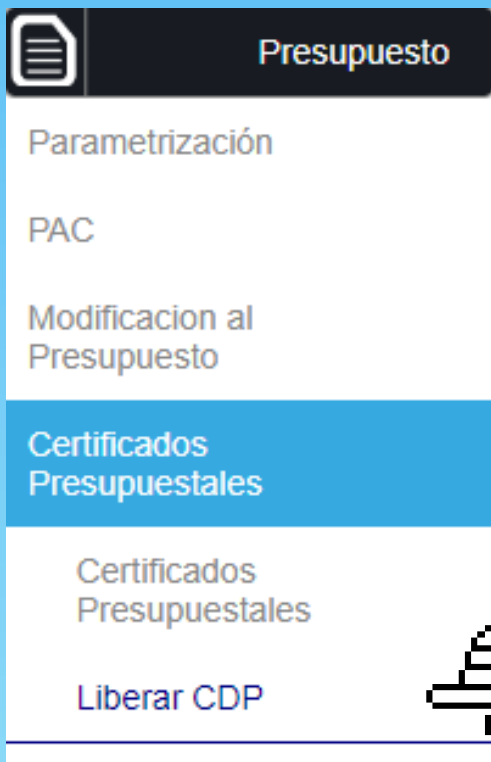 Presupuesto
Parametrización
PAC
Modificacion al
Presupuesto
Certificados
Presupuestales
Certificados
Presupuestales
Liberar CDP